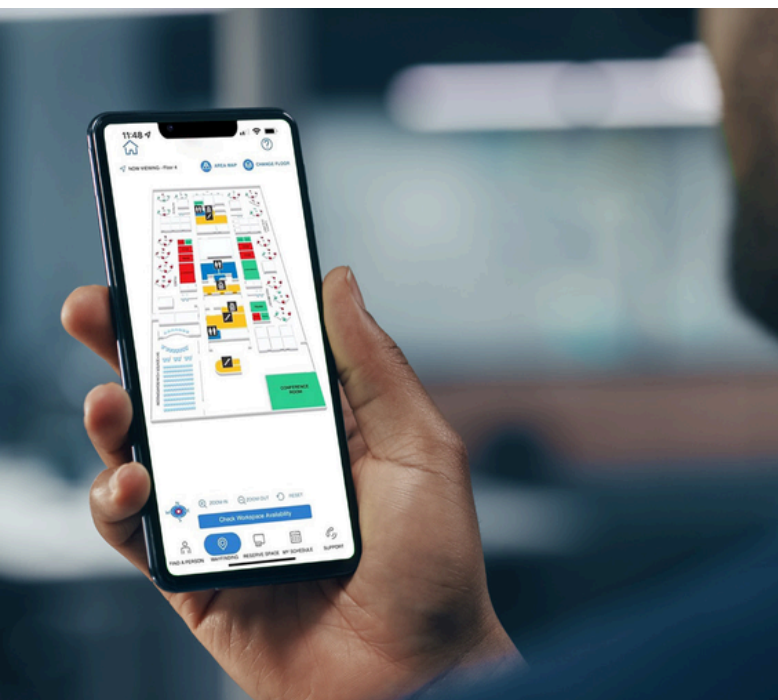 11:48
NOW VIEWING - Floor 4
AREA MAP
CHANGE FLOOR
CONFERENCE
ROOM
ZOOM IN
ZOOM OUT
RESET
Check Workspace Availability
FIND A PERSON
WAYFINDING
RESERVE SPACE
MY SCHEDULE
SUPPORT